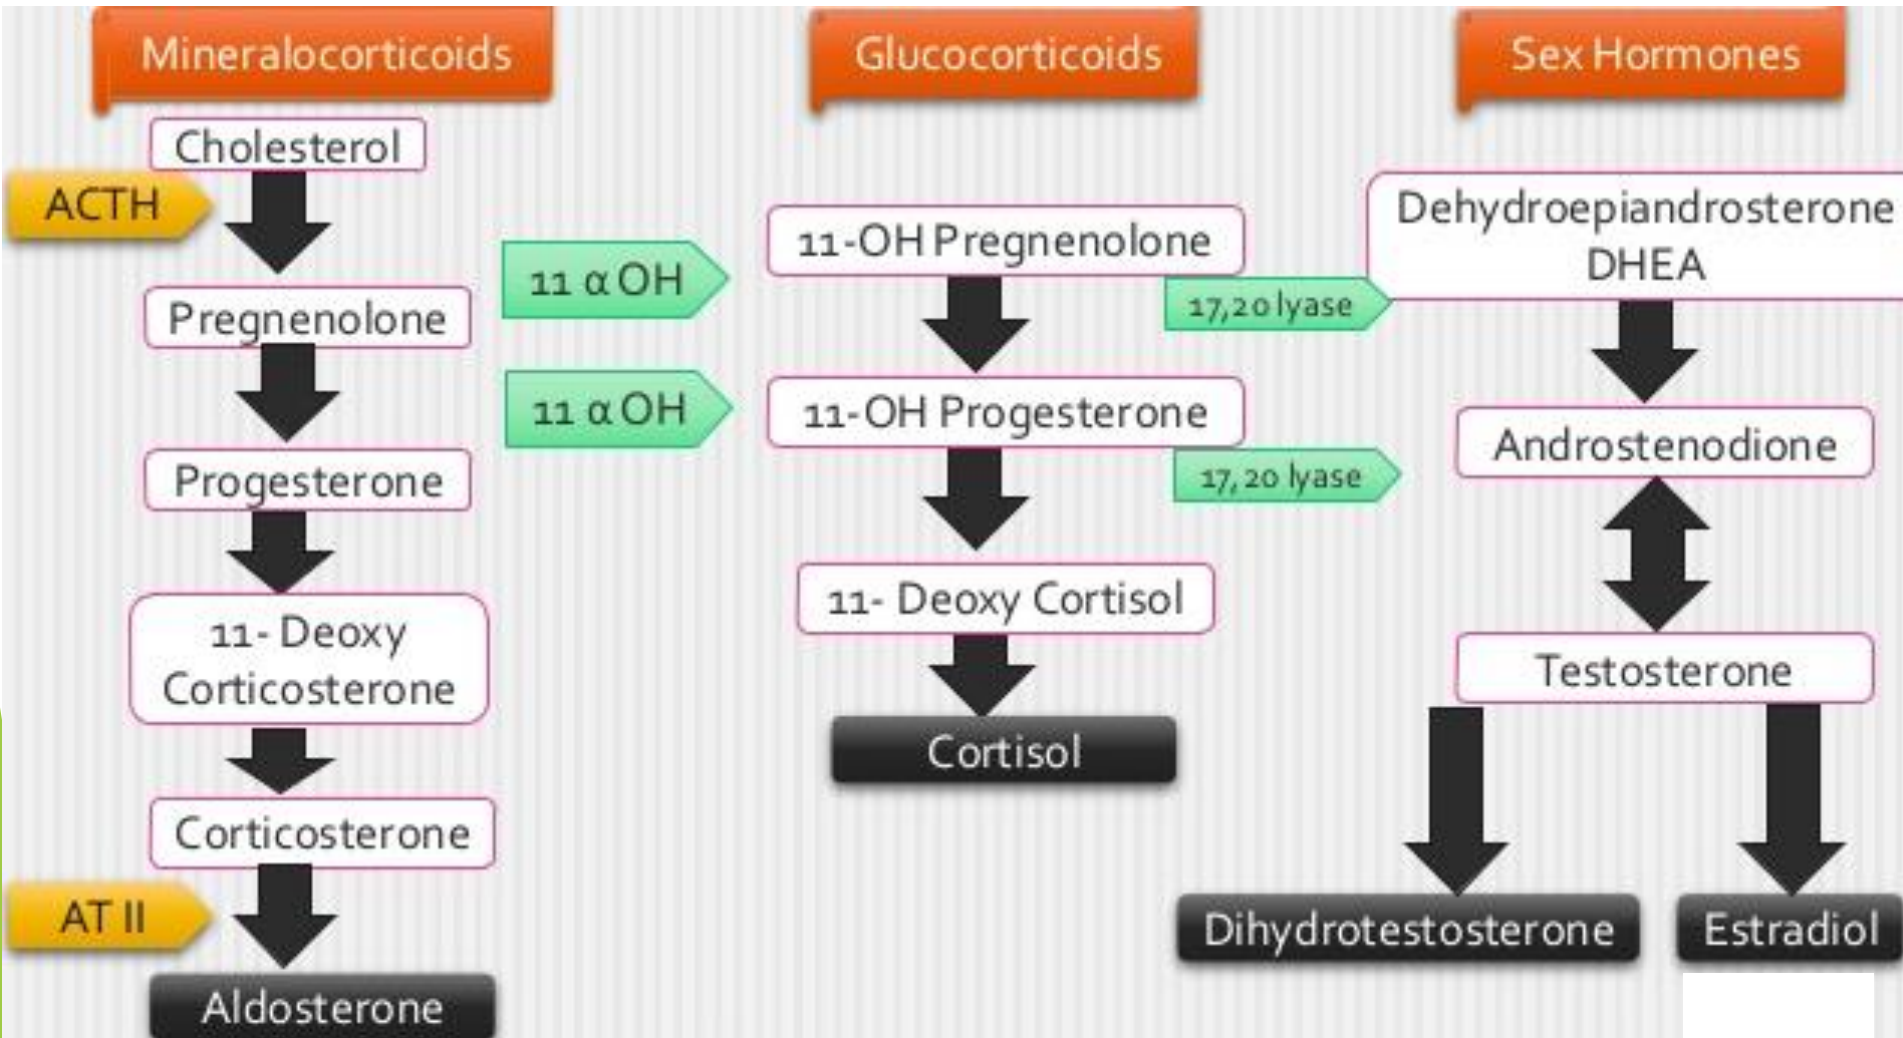 Mineralocorticoids
Cholesterol
ACTH
Pregnenolone
Progesterone
11- Deoxy
Corticosterone
Corticosterone
AT II
Aldosterone
11 α OH
11 α OH
Glucocorticoids
11-OH Pregnenolone
11-OH Progesterone
11- Deoxy Cortisol
Cortisol
17,20 lyase
17, 20 lyase
Sex Hormones
Dehydroepiandrosterone
DHEA
Androstenodione
Testosterone
Dihydrotestosterone
Estradiol